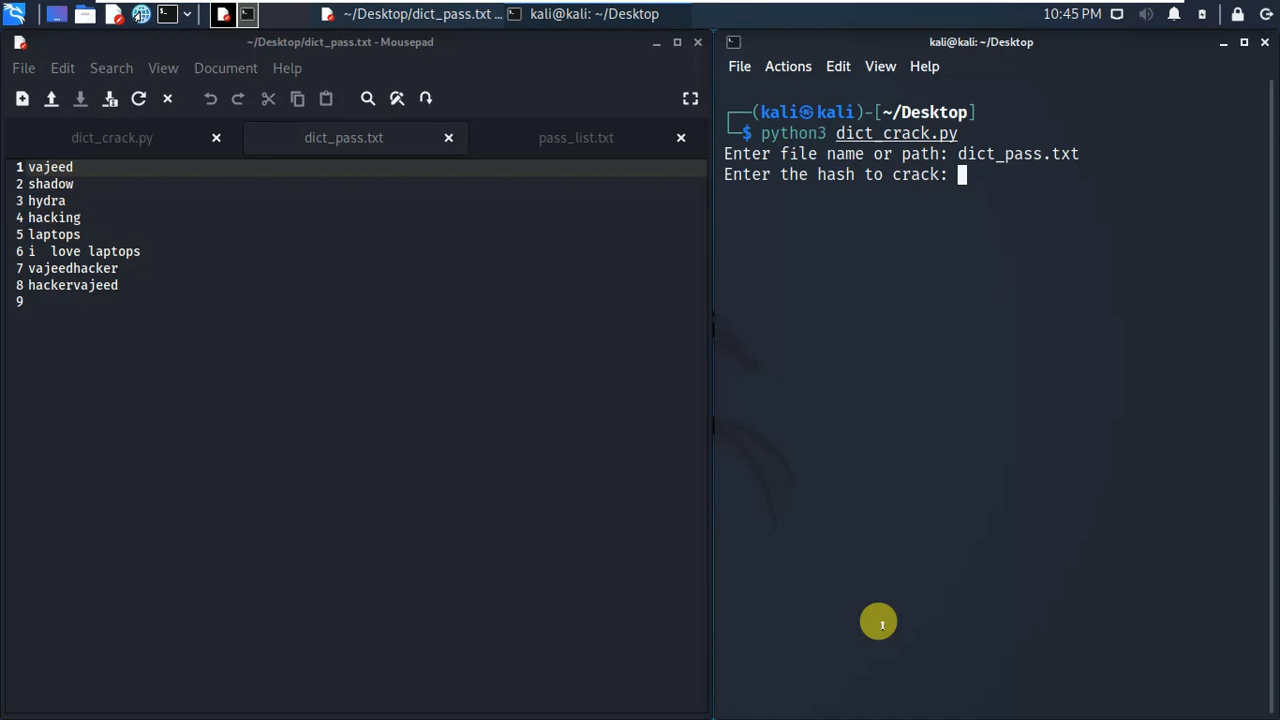 ~/Desktop/dict_pass.txt ...
kali@kali: ~/Desktop
10:45 PM
~/Desktop/dict_pass.txt - Mousepad
File Edit Search View Document Help
dict_crack.py
dict_pass.txt
pass_list.txt
1 vajeed
2 shadow
3 hydra
4 hacking
5 laptops
6 i  love laptops
7 vajeedhacker
8 hackervajeed
9
kali@kali: ~/Desktop
File Actions Edit View Help
┌──(kali㉿kali)-[~/Desktop]
└─$ python3 dict_crack.py
Enter file name or path: dict_pass.txt
Enter the hash to crack: